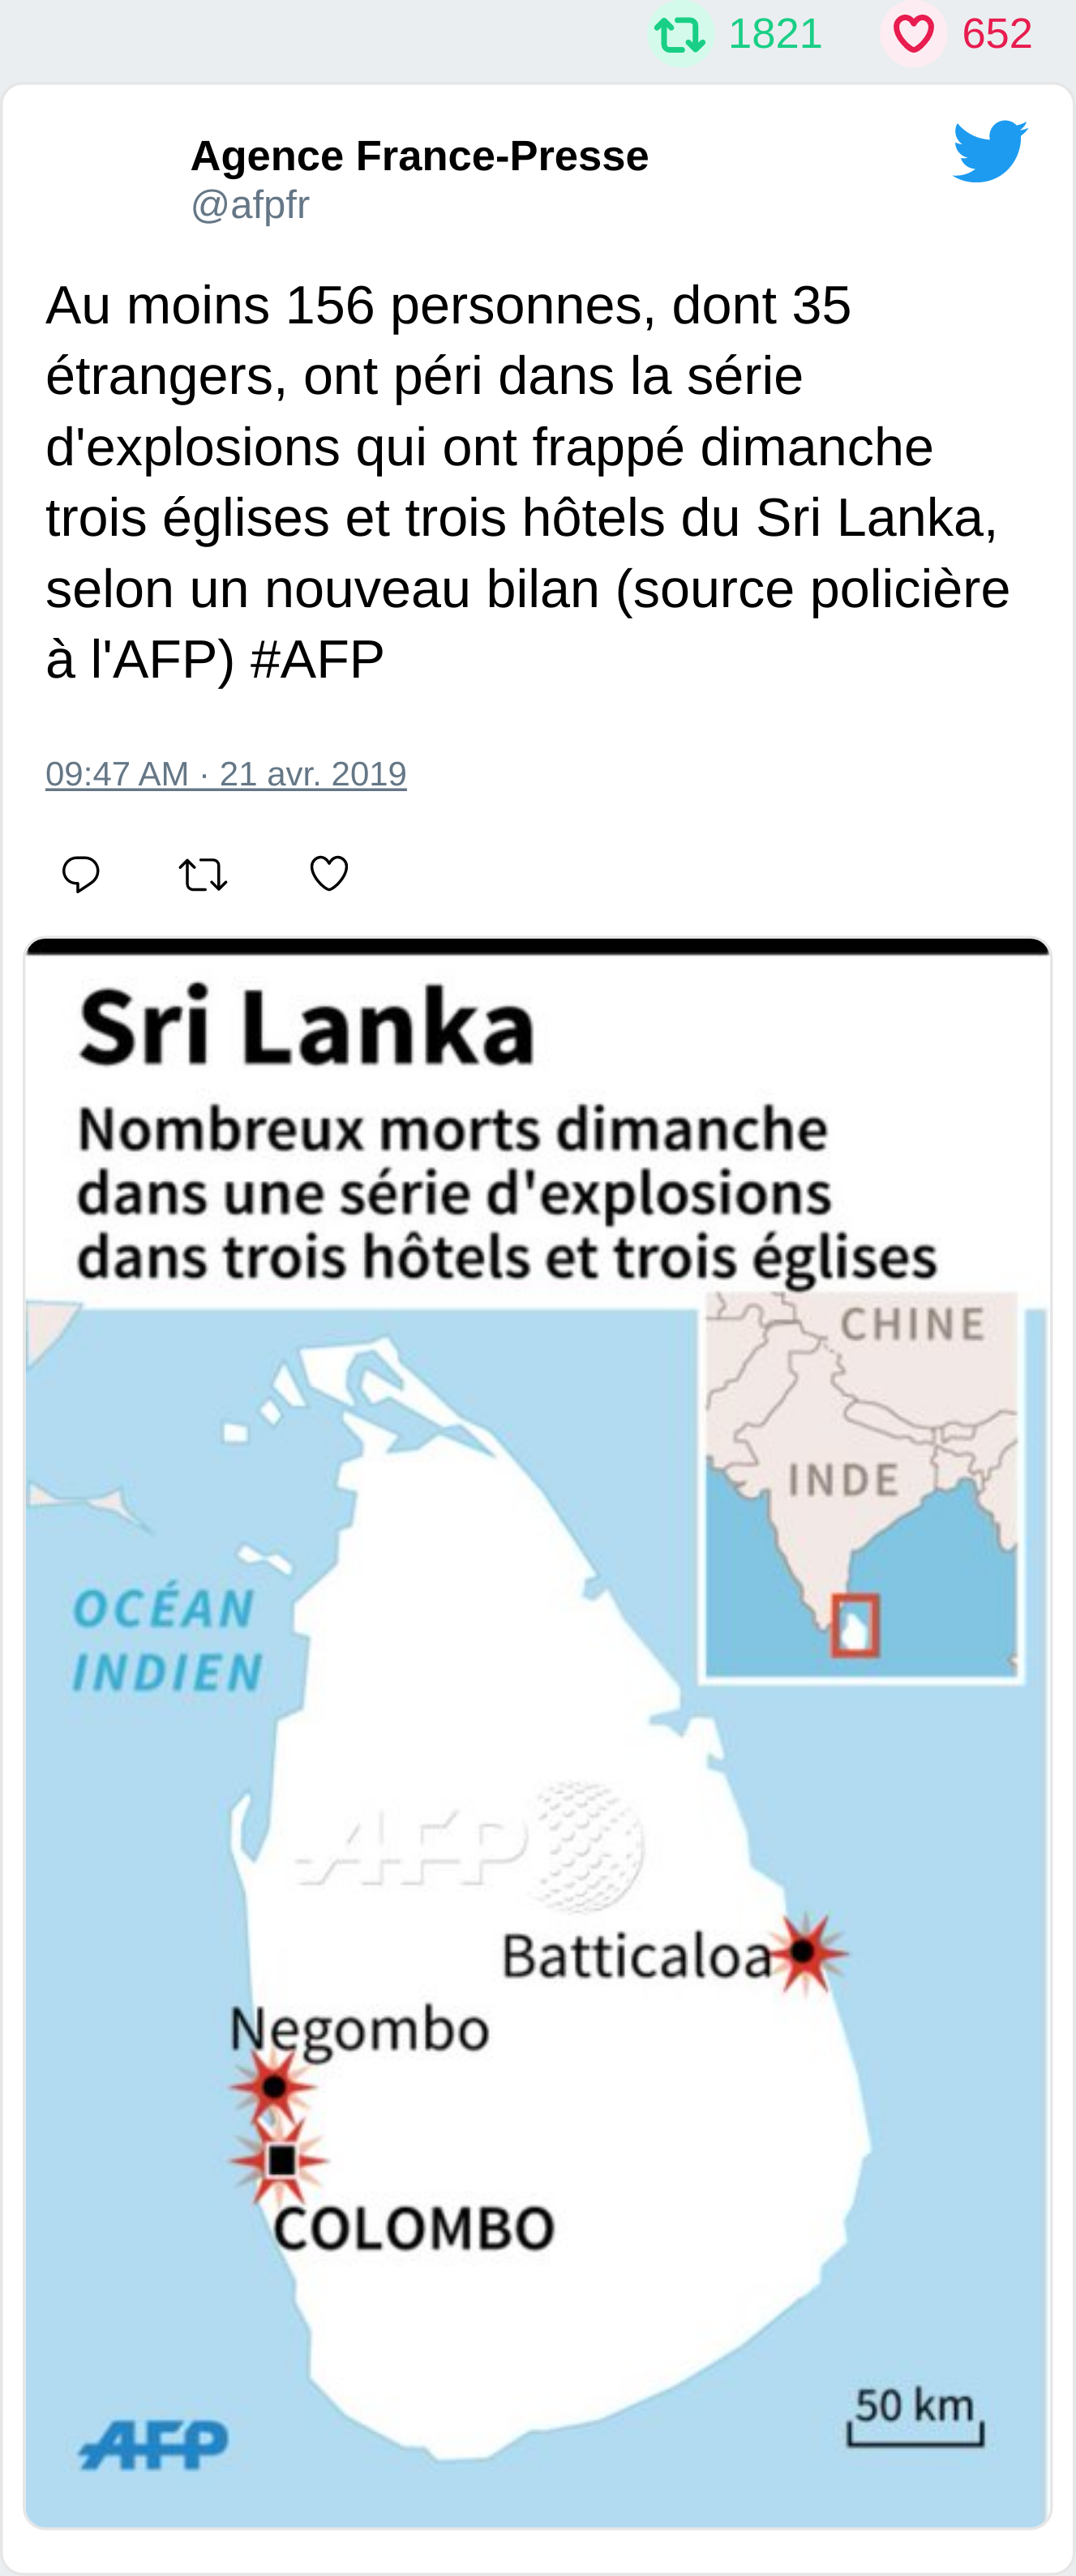 1821 652
Agence France-Presse
@afpfr
Au moins 156 personnes, dont 35
étrangers, ont péri dans la série
d'explosions qui ont frappé dimanche
trois églises et trois hôtels du Sri Lanka,
selon un nouveau bilan (source policière
à l'AFP) #AFP
09:47 AM · 21 avr. 2019
Sri Lanka
Nombreux morts dimanche
dans une série d'explosions
dans trois hôtels et trois églises
CHINE
INDE
OCÉAN
INDIEN
AFP
Batticaloa
Negombo
COLOMBO
50 km
AFP